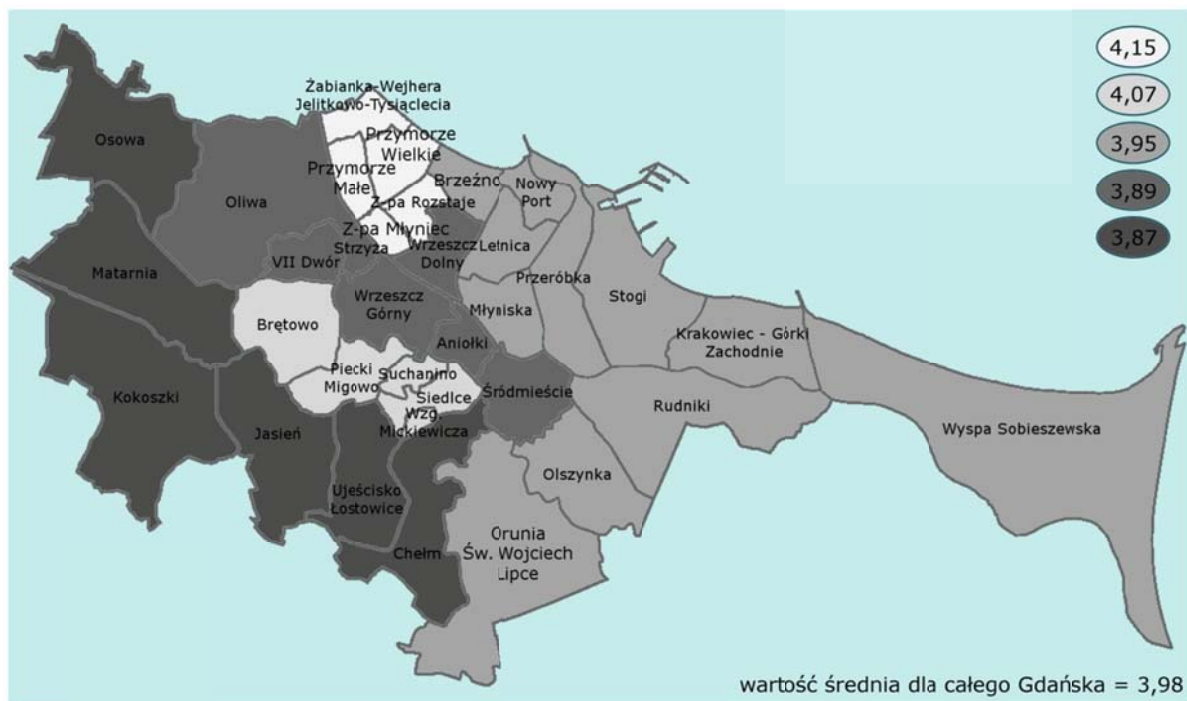 4,15
4,07
3,95
3,89
3,87
Żabianka-Wejhera
Jelitkowo-Tysiąclecia
Osowa
Przymorze
Wielkie
Przymorze
Małe
Brzeźno
Nowy
Port
Oliwa
Z-pa Rozstaje
Z-pa Młyniec
Strzyża
Wrzeszcz
Dolny
Letnica
VII Dwór
Matarnia
Przeróbka
Stogi
Wrzeszcz
Górny
Młyniska
Brętowo
Aniołki
Krakowiec - Górki
Zachodnie
Piecki
Migowo
Suchanino
Siedlce
Śródmieście
Kokoszki
Wzg.
Mickiewicza
Rudniki
Jasień
Wyspa Sobieszewska
Olszynka
Ujeścisko
Łostowice
Orunia
Św. Wojciech
Lipce
Chełm
wartość średnia dla całego Gdańska = 3,98